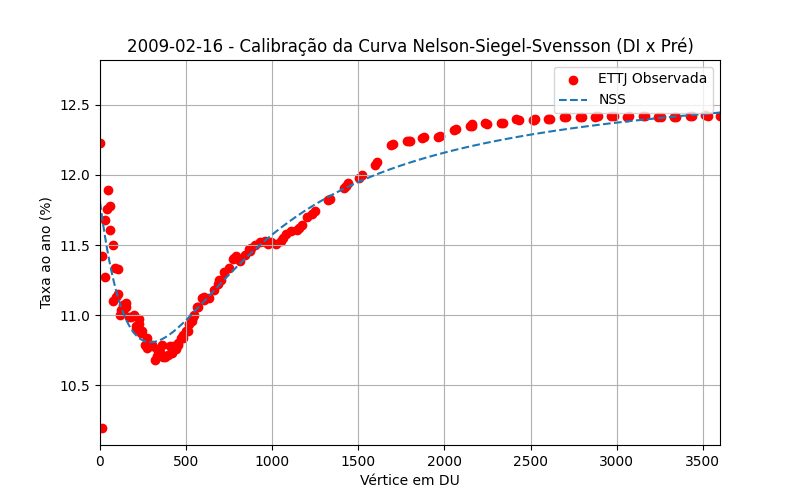 2009-02-16 - Calibração da Curva Nelson-Siegel-Svensson (DI x Pré)
ETTJ Observada
NSS
Taxa ao ano (%)
12.5
12.0
11.5
11.0
10.5
0 500 1000 1500 2000 2500 3000 3500
Vértice em DU